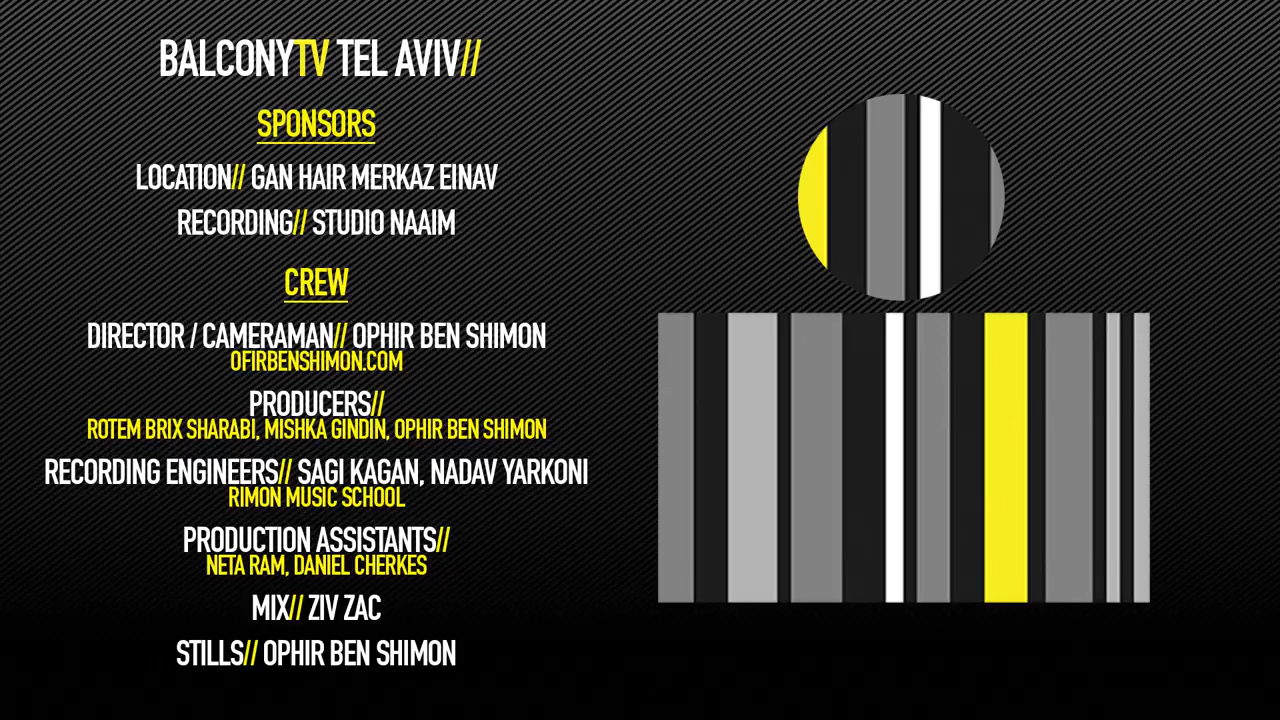 BALCONYTV TEL AVIV//
SPONSORS
LOCATION// GAN HAIR MERKAZ EINAV
RECORDING// STUDIO NAAIM
CREW
DIRECTOR / CAMERAMAN// OPHIR BEN SHIMON
OFIRBENSHIMON.COM
PRODUCERS//
ROTEM BRIX SHARABI, MISHKA GINDIN, OPHIR BEN SHIMON
RECORDING ENGINEERS// SAGI KAGAN, NADAV YARKONI
RIMON MUSIC SCHOOL
PRODUCTION ASSISTANTS//
NETA RAM, DANIEL CHERKES
MIX// ZIV ZAC
STILLS// OPHIR BEN SHIMON